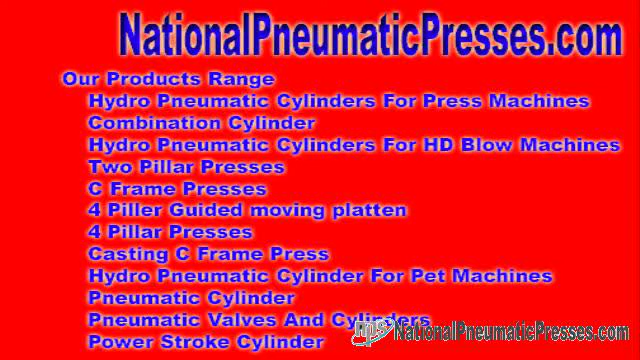 NationalPneumaticPresses.com
Our Products Range
Hydro Pneumatic Cylinders For Press Machines
Combination Cylinder
Hydro Pneumatic Cylinders For HD Blow Machines
Two Pillar Presses
C Frame Presses
4 Piller Guided moving platten
4 Pillar Presses
Casting C Frame Press
Hydro Pneumatic Cylinder For Pet Machines
Pneumatic Cylinder
Pneumatic Valves And Cylinders
NationalPneumaticPresses.com
Power Stroke Cylinder